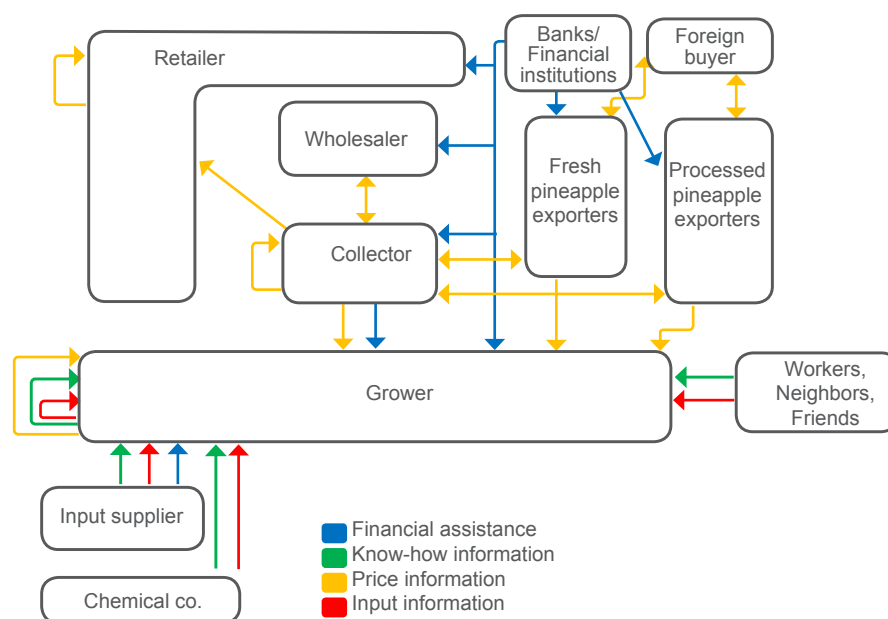 Retailer
Banks/
Financial
institutions
Foreign
buyer
Wholesaler
Fresh
pineapple
exporters
Processed
pineapple
exporters
Collector
Grower
Workers,
Neighbors,
Friends
Input supplier
Chemical co.
Financial assistance
Know-how information
Price information
Input information